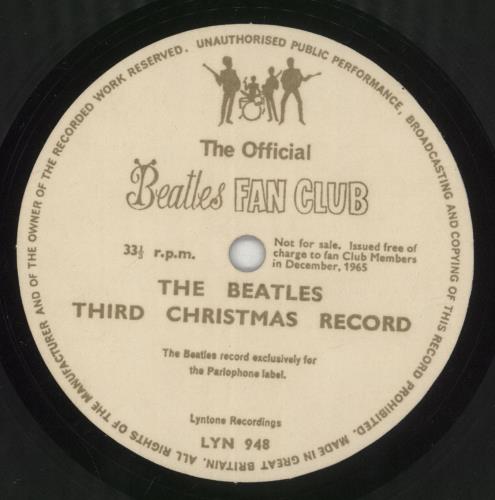 ALL RIGHTS OF THE MANUFACTURER AND OF THE OWNER OF THE RECORDED WORK RESERVED. UNAUTHORISED PUBLIC PERFORMANCE, BROADCASTING AND COPYING OF THIS RECORD PROHIBITED. MADE IN GREAT BRITAIN.
The Official
Beatles FAN CLUB
33⅓ r.p.m.
Not for sale. Issued free of
charge to fan Club Members
in December, 1965
THE BEATLES
THIRD CHRISTMAS RECORD
The Beatles record exclusively for
the Parlophone label.
Lyntone Recordings
LYN 948